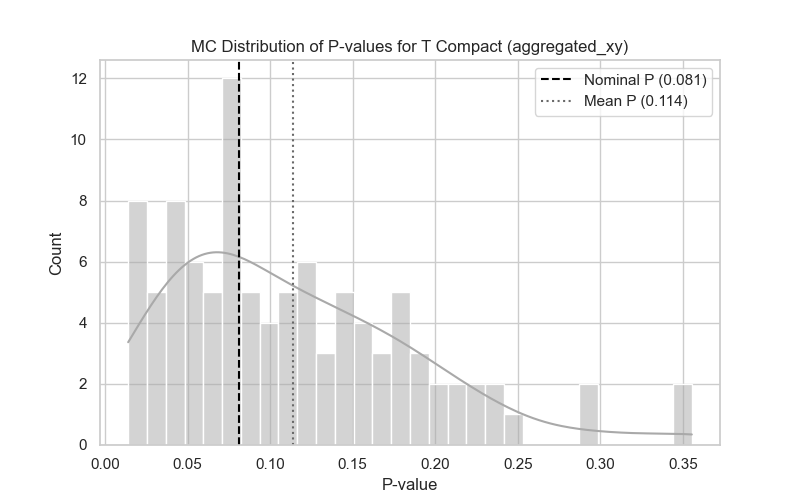 MC Distribution of P-values for T Compact (aggregated_xy)
Nominal P (0.081)
Mean P (0.114)
12
10
8
6
4
2
0
Count
0.00 0.05 0.10 0.15 0.20 0.25 0.30 0.35
P-value